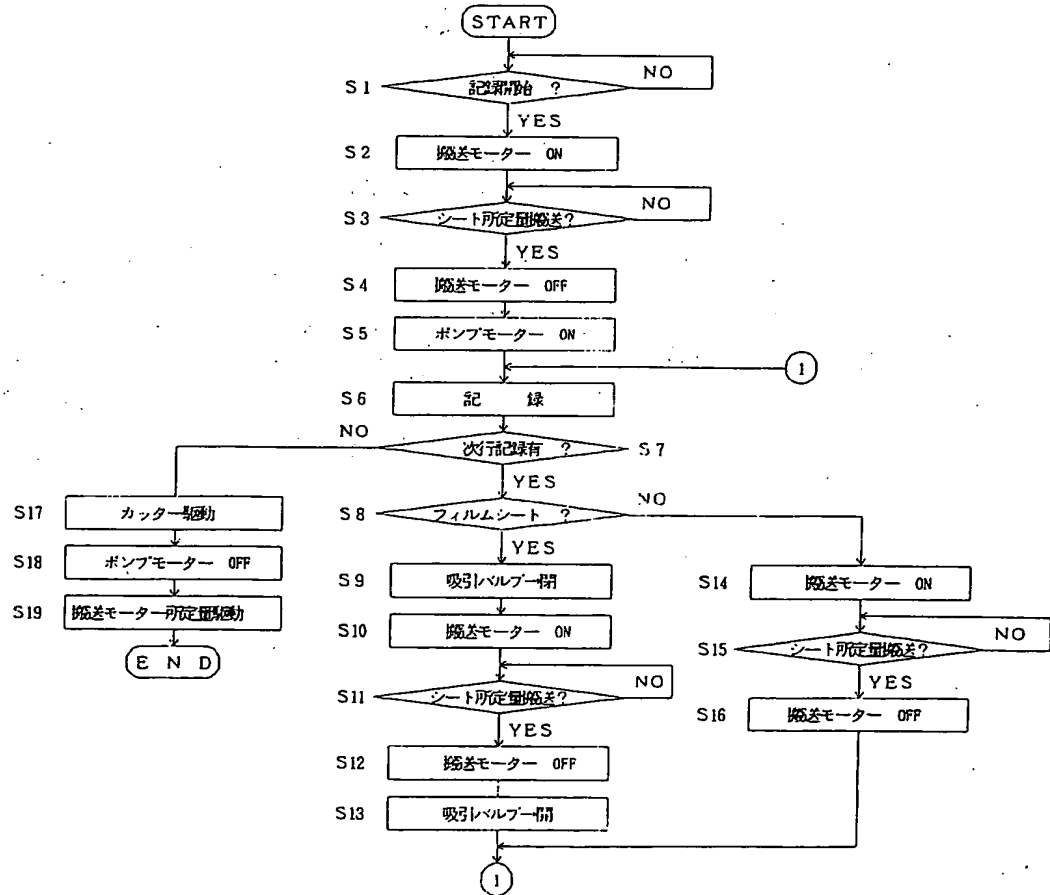 START
NO
S1 記録開始 ?
YES
S2 搬送モーター ON
NO
S3 シート所定量搬送?
YES
S4 搬送モーター OFF
S5 ポンプモーター ON
1
S6 記 録
NO
次行記録有 ? S7
YES
S8 フィルムシート ?
NO
YES
S17 カッター駆動
S18 ポンプモーター OFF
S19 搬送モーター所定量駆動
END
S9 吸引バルブ→閉
S10 搬送モーター ON
NO
S11 シート所定量搬送?
YES
S12 搬送モーター OFF
S13 吸引バルブ→開
S14 搬送モーター ON
NO
S15 シート所定量搬送?
YES
S16 搬送モーター OFF
1